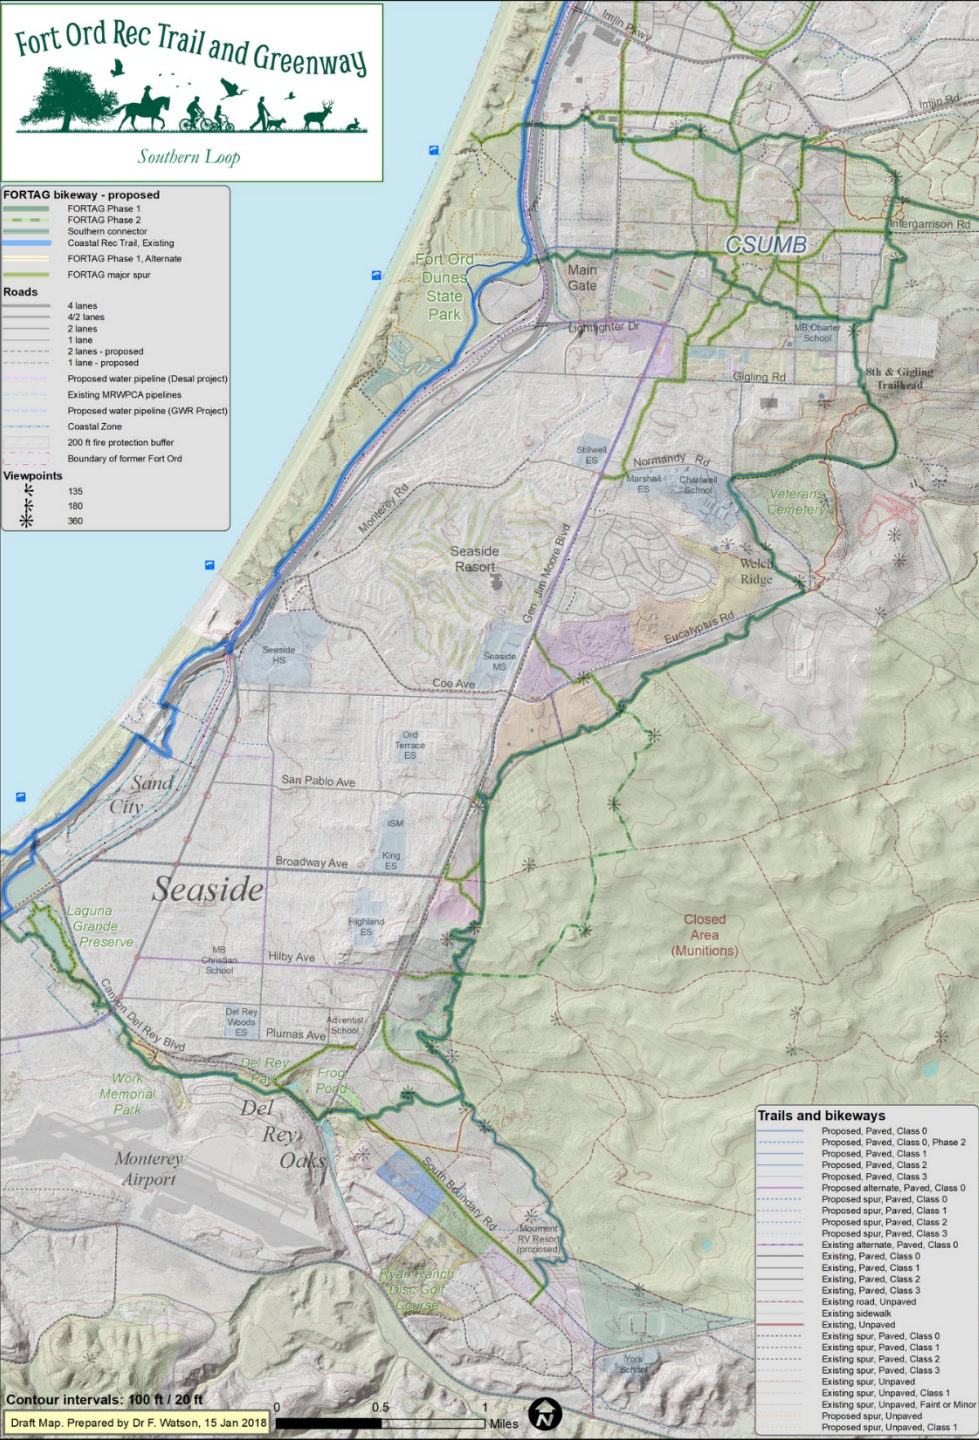 Fort Ord Rec Trail and Greenway
Southern Loop
FORTAG bikeway - proposed
FORTAG Phase 1
FORTAG Phase 2
Southern connector
Coastal Rec Trail, Existing
FORTAG Phase 1, Alternate
FORTAG major spur
Roads
4 lanes
4/2 lanes
2 lanes
1 lane
2 lanes - proposed
1 lane - proposed
Proposed water pipeline (Desal project)
Existing MRWPCA pipelines
Proposed water pipeline (GWR Project)
Coastal Zone
200 ft fire protection buffer
Boundary of former Fort Ord
Viewpoints
135
180
360
Imjin Pkwy
Imjin Rd
Intergarrison Rd
CSUMB
Fort Ord
Dunes
State
Park
Main
Gate
Lightfighter Dr
MB Charter
School
8th & Gigling
Trailhead
Gigling Rd
Stillwell
ES
Normandy Rd
Marshall
ES
Chartwell
School
Veterans
Cemetery
Monterey Rd
Seaside
Resort
Gen. Jim Moore Blvd
Welch
Ridge
Eucalyptus Rd
Seaside
HS
Seaside
MS
Coe Ave
Ord
Terrace
ES
San Pablo Ave
Sand
City
ISM
King
ES
Broadway Ave
Seaside
Laguna
Grande
Preserve
Highland
ES
Closed
Area
(Munitions)
MB
Christian
School
Hilby Ave
Canyon Del Rey Blvd
Del Rey
Woods
ES
Adventist
School
Plumas Ave
Del Rey
Park
Frog
Pond
Work
Memorial
Park
Del
Rey
Oaks
Monterey
Airport
South Boundary Rd
Monument
RV Resort
(proposed)
Ryan Ranch
Disc Golf
Course
York
School
Trails and bikeways
Proposed, Paved, Class 0
Proposed, Paved, Class 0, Phase 2
Proposed, Paved, Class 1
Proposed, Paved, Class 2
Proposed, Paved, Class 3
Proposed alternate, Paved, Class 0
Proposed spur, Paved, Class 0
Proposed spur, Paved, Class 1
Proposed spur, Paved, Class 2
Proposed spur, Paved, Class 3
Existing alternate, Paved, Class 0
Existing, Paved, Class 0
Existing, Paved, Class 1
Existing, Paved, Class 2
Existing, Paved, Class 3
Existing road, Unpaved
Existing sidewalk
Existing, Unpaved
Existing spur, Paved, Class 0
Existing spur, Paved, Class 1
Existing spur, Paved, Class 2
Existing spur, Paved, Class 3
Existing spur, Unpaved
Existing spur, Unpaved, Class 1
Existing spur, Unpaved, Faint or Minor
Proposed spur, Unpaved
Proposed spur, Unpaved, Class 1
Contour intervals: 100 ft / 20 ft
Draft Map. Prepared by Dr F. Watson, 15 Jan 2018
0 0.5 1
Miles
N